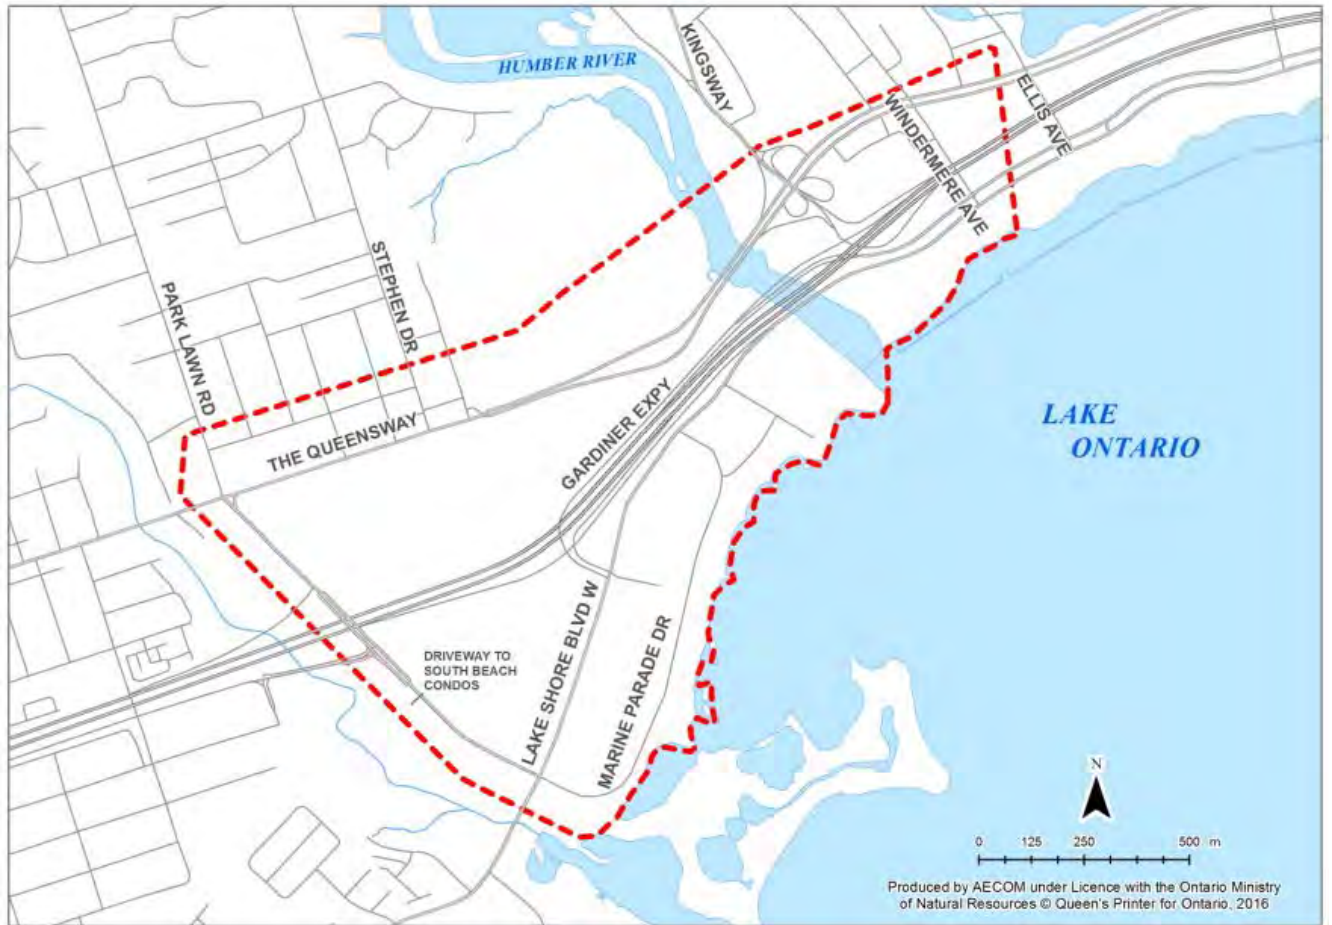 HUMBER RIVER
KINGSWAY
WINDERMERE AVE
ELLIS AVE
PARK LAWN RD
STEPHEN DR
THE QUEENSWAY
GARDINER EXPY
LAKE
ONTARIO
DRIVEWAY TO
SOUTH BEACH
CONDOS
LAKE SHORE BLVD W
MARINE PARADE DR
N
0 125 250 500 m
Produced by AECOM under Licence with the Ontario Ministry
of Natural Resources © Queen's Printer for Ontario, 2016